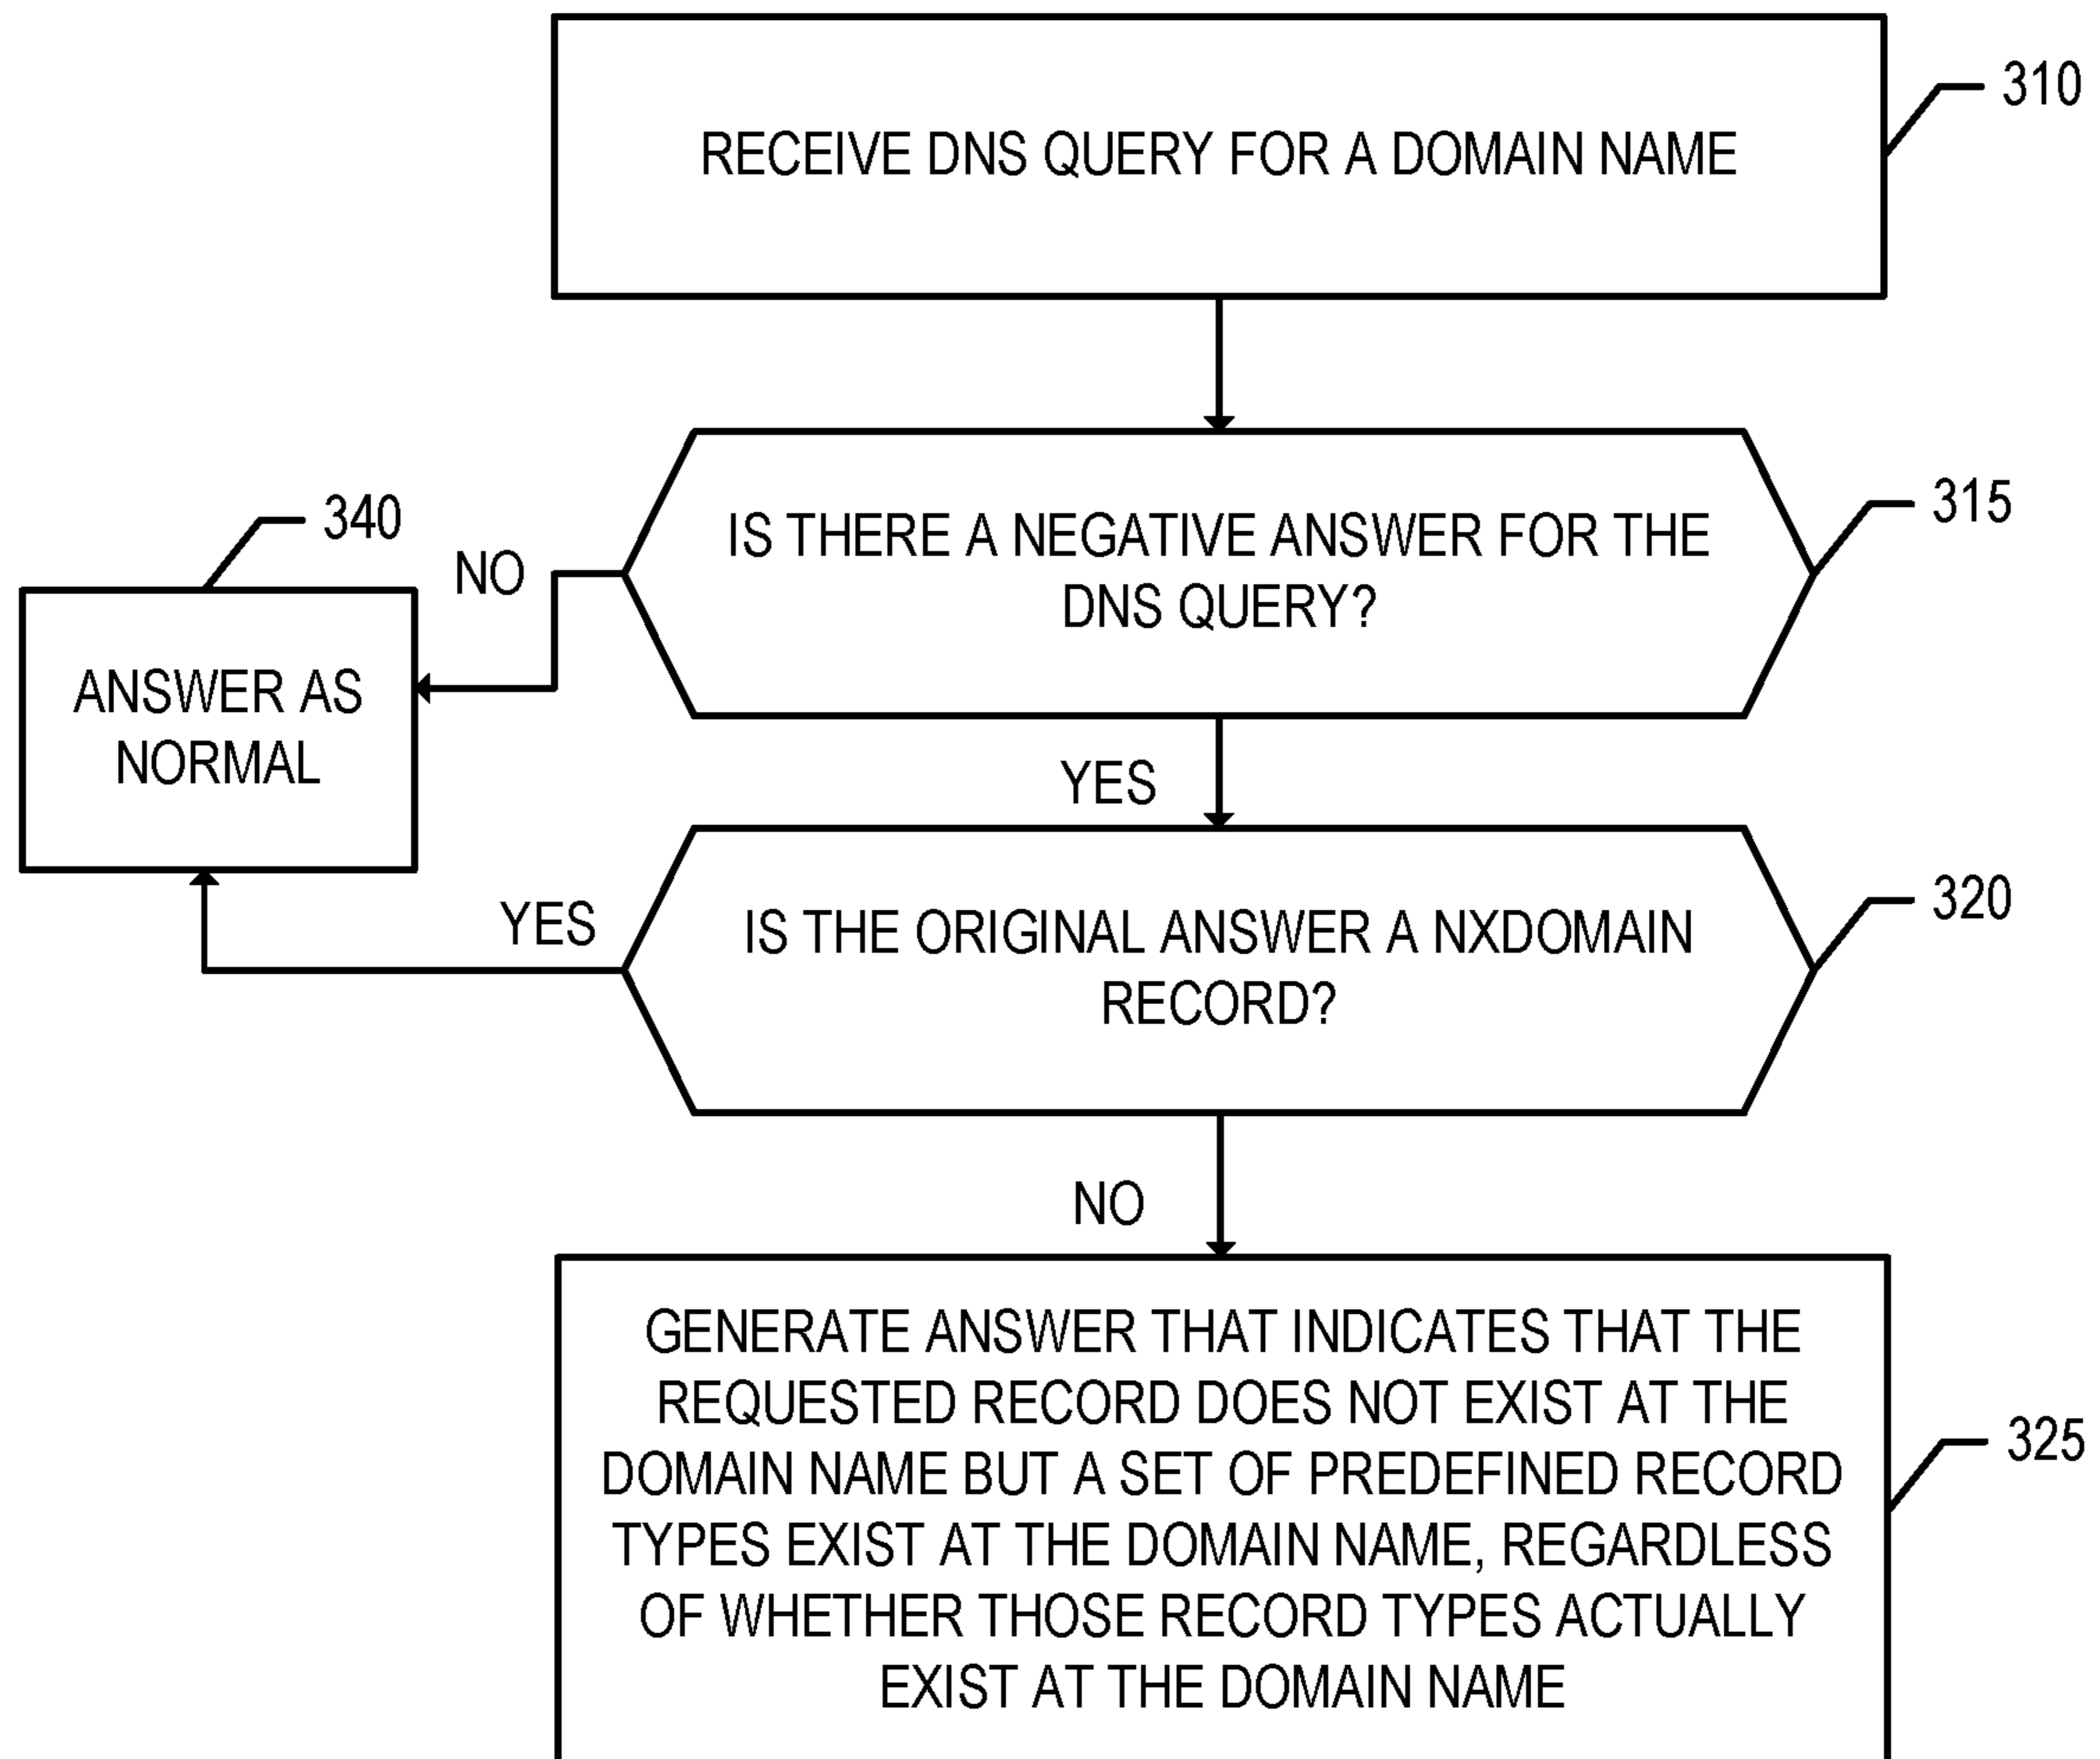 RECEIVE DNS QUERY FOR A DOMAIN NAME
310
IS THERE A NEGATIVE ANSWER FOR THE
DNS QUERY?
315
NO
340
ANSWER AS
NORMAL
YES
IS THE ORIGINAL ANSWER A NXDOMAIN
RECORD?
320
YES
NO
GENERATE ANSWER THAT INDICATES THAT THE
REQUESTED RECORD DOES NOT EXIST AT THE
DOMAIN NAME BUT A SET OF PREDEFINED RECORD
TYPES EXIST AT THE DOMAIN NAME, REGARDLESS
OF WHETHER THOSE RECORD TYPES ACTUALLY
EXIST AT THE DOMAIN NAME
325